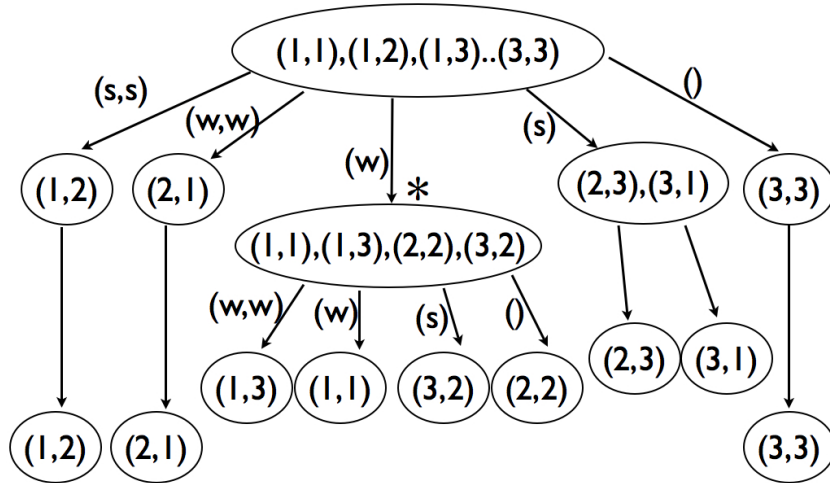 (1,1),(1,2),(1,3)..(3,3)
(s,s)
(w,w)
(w)
(s)
()
(1,2)
(2,1)
*
(2,3),(3,1)
(3,3)
(1,1),(1,3),(2,2),(3,2)
(w,w)
(w)
(s)
()
(1,3)
(1,1)
(3,2)
(2,2)
(2,3)
(3,1)
(1,2)
(2,1)
(3,3)